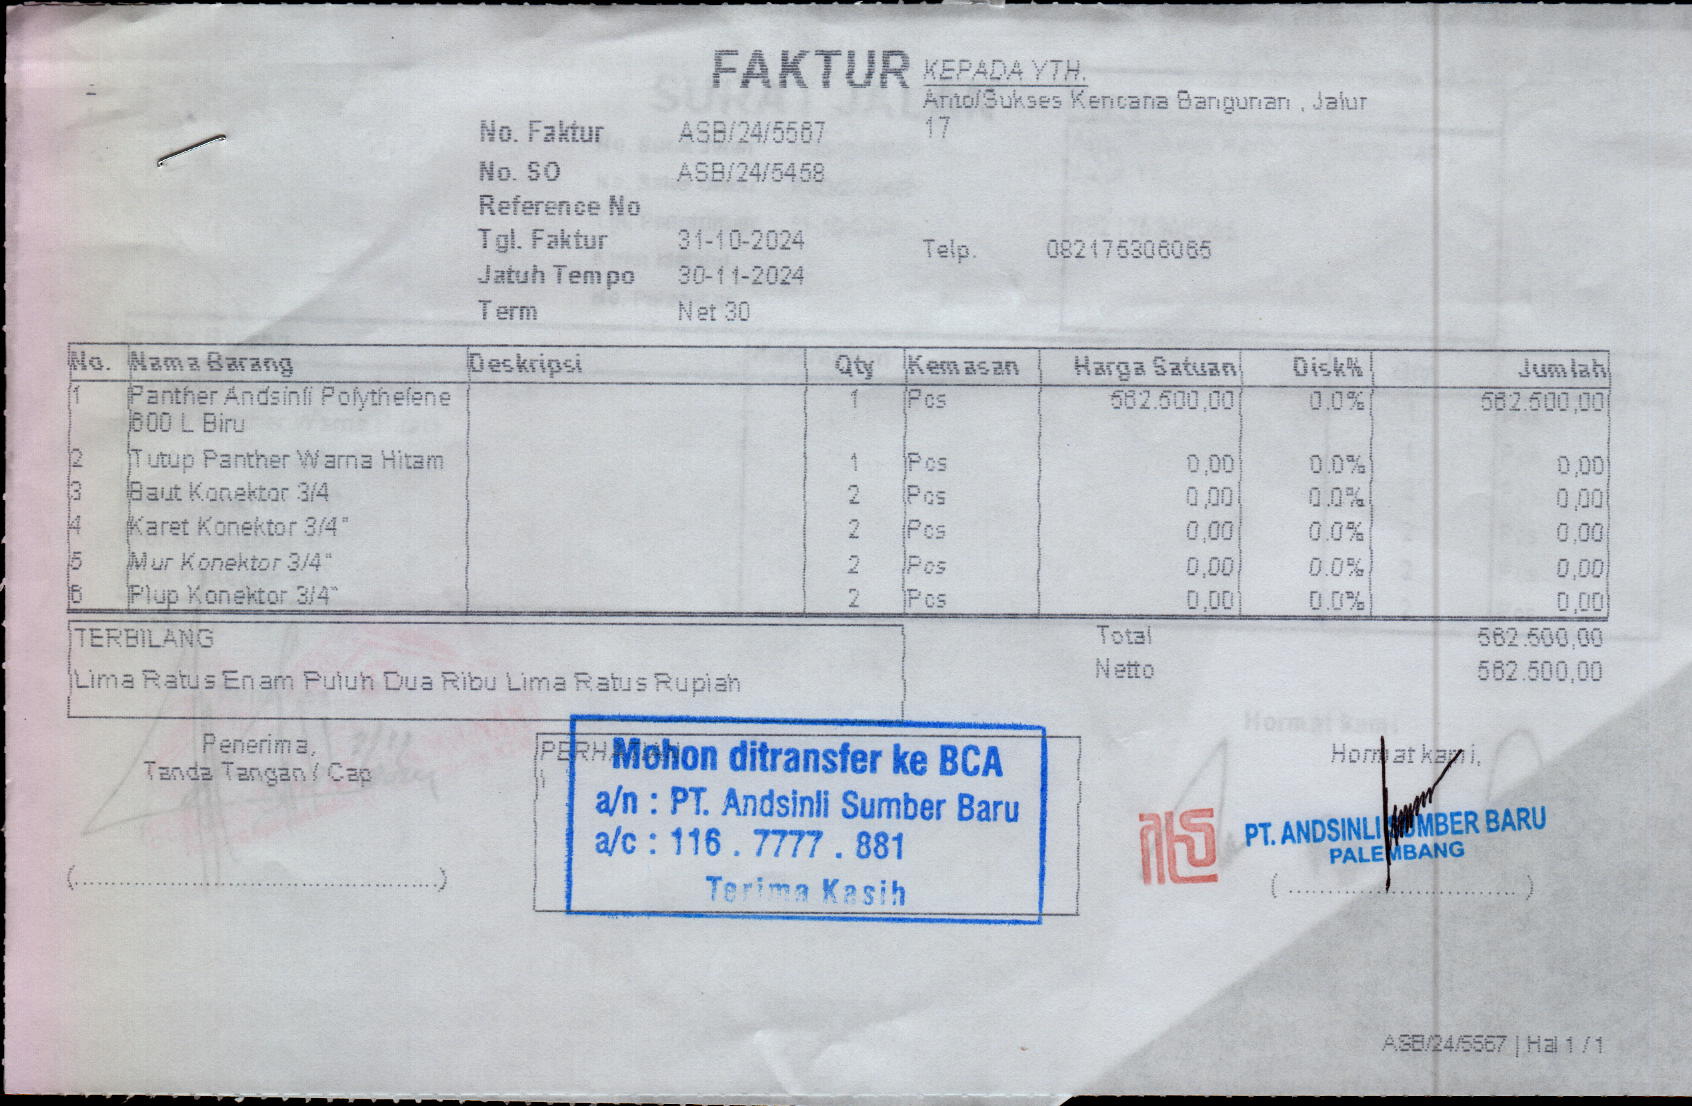 FAKTUR
KEPADA YTH.
Anto/Sukses Kencana Bangunan , Jalur
17
No. Faktur ASB/24/5567
No. SO ASB/24/5458
Reference No
Tgl. Faktur 31-10-2024
Telp. 082175306065
Jatuh Tempo 30-11-2024
Term Net 30
No. Nama Barang Deskripsi Qty Kemasan Harga Satuan Disk% Jumlah
1 Panther Andsinli Polythelene 1 Pcs 562.500,00 0.0% 562.500,00
600 L Biru
2 Tutup Panther Warna Hitam 1 Pcs 0,00 0.0% 0,00
3 Baut Konektor 3/4 2 Pcs 0,00 0.0% 0,00
4 Karet Konektor 3/4" 2 Pcs 0,00 0.0% 0,00
5 Mur Konektor 3/4" 2 Pcs 0,00 0.0% 0,00
6 Plup Konektor 3/4" 2 Pcs 0,00 0.0% 0,00
TERBILANG
Lima Ratus Enam Puluh Dua Ribu Lima Ratus Rupiah
Total 562.500,00
Netto 562.500,00
Penerima,
Tanda Tangan / Cap
(............................................)
Mohon ditransfer ke BCA
a/n : PT. Andsinli Sumber Baru
a/c : 116 . 7777 . 881
Terima Kasih
Hormat kami,
PT. ANDSINLI SUMBER BARU
PALEMBANG
(..............................)
ASB/24/5567 | Hal 1 / 1